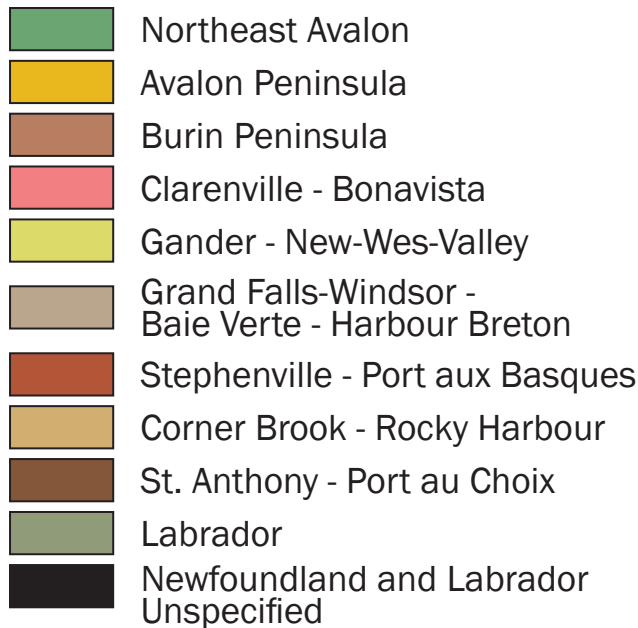 Northeast Avalon
Avalon Peninsula
Burin Peninsula
Clarenville - Bonavista
Gander - New-Wes-Valley
Grand Falls-Windsor -
Baie Verte - Harbour Breton
Stephenville - Port aux Basques
Corner Brook - Rocky Harbour
St. Anthony - Port au Choix
Labrador
Newfoundland and Labrador
Unspecified